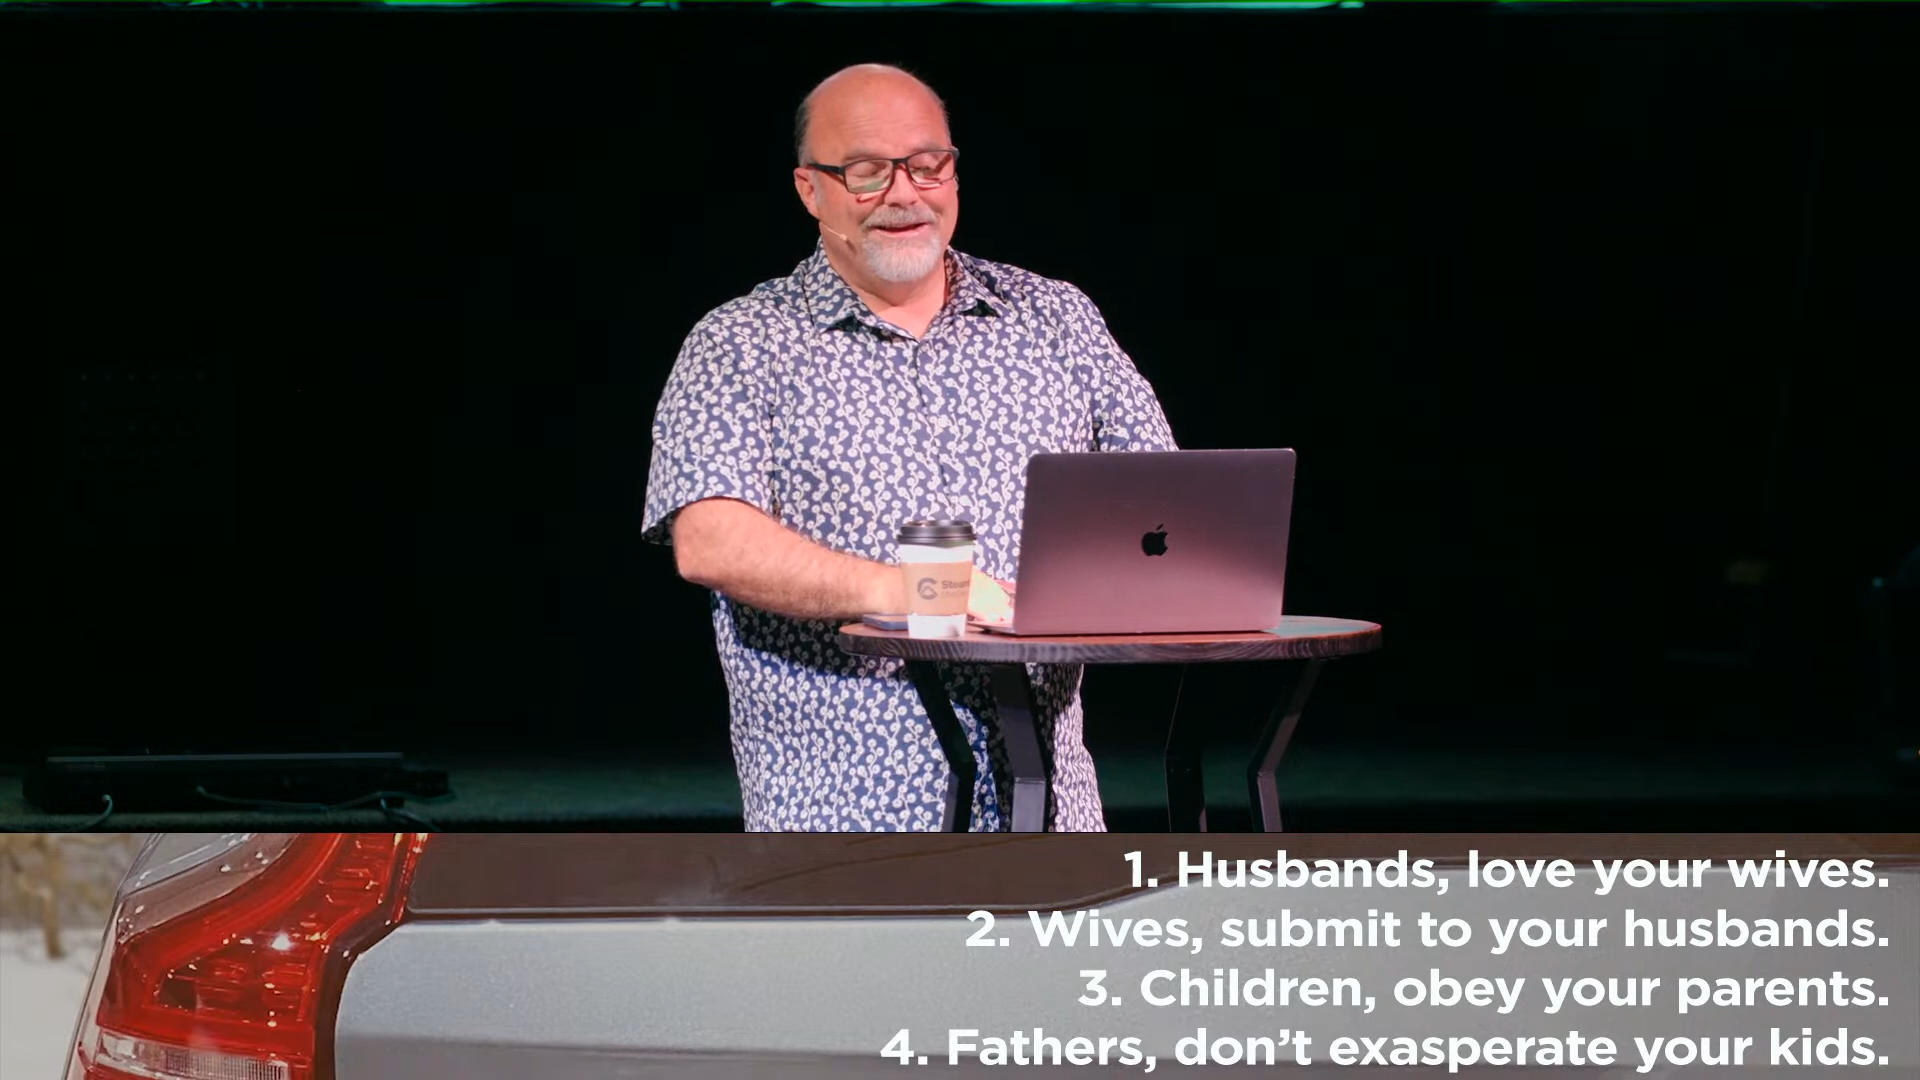 1. Husbands, love your wives.
2. Wives, submit to your husbands.
3. Children, obey your parents.
4. Fathers, don’t exasperate your kids.